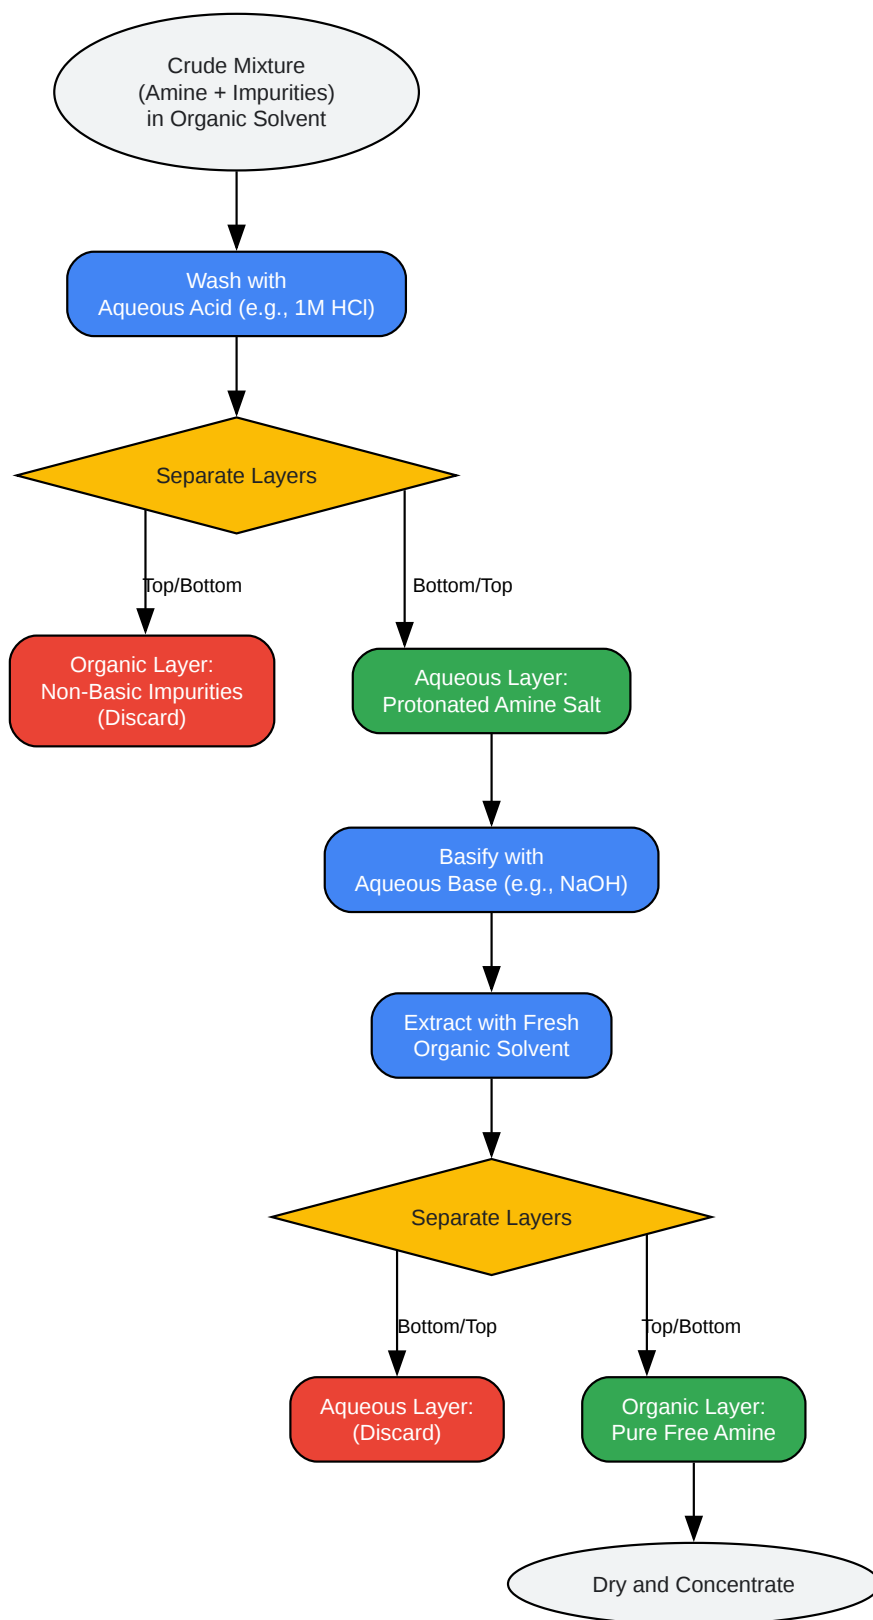 Crude Mixture
(Amine + Impurities)
in Organic Solvent
Wash with
Aqueous Acid (e.g., 1M HCl)
Separate Layers
Top/Bottom
Bottom/Top
Organic Layer:
Non-Basic Impurities
(Discard)
Aqueous Layer:
Protonated Amine Salt
Basify with
Aqueous Base (e.g., NaOH)
Extract with Fresh
Organic Solvent
Separate Layers
Bottom/Top
Top/Bottom
Aqueous Layer:
(Discard)
Organic Layer:
Pure Free Amine
Dry and Concentrate